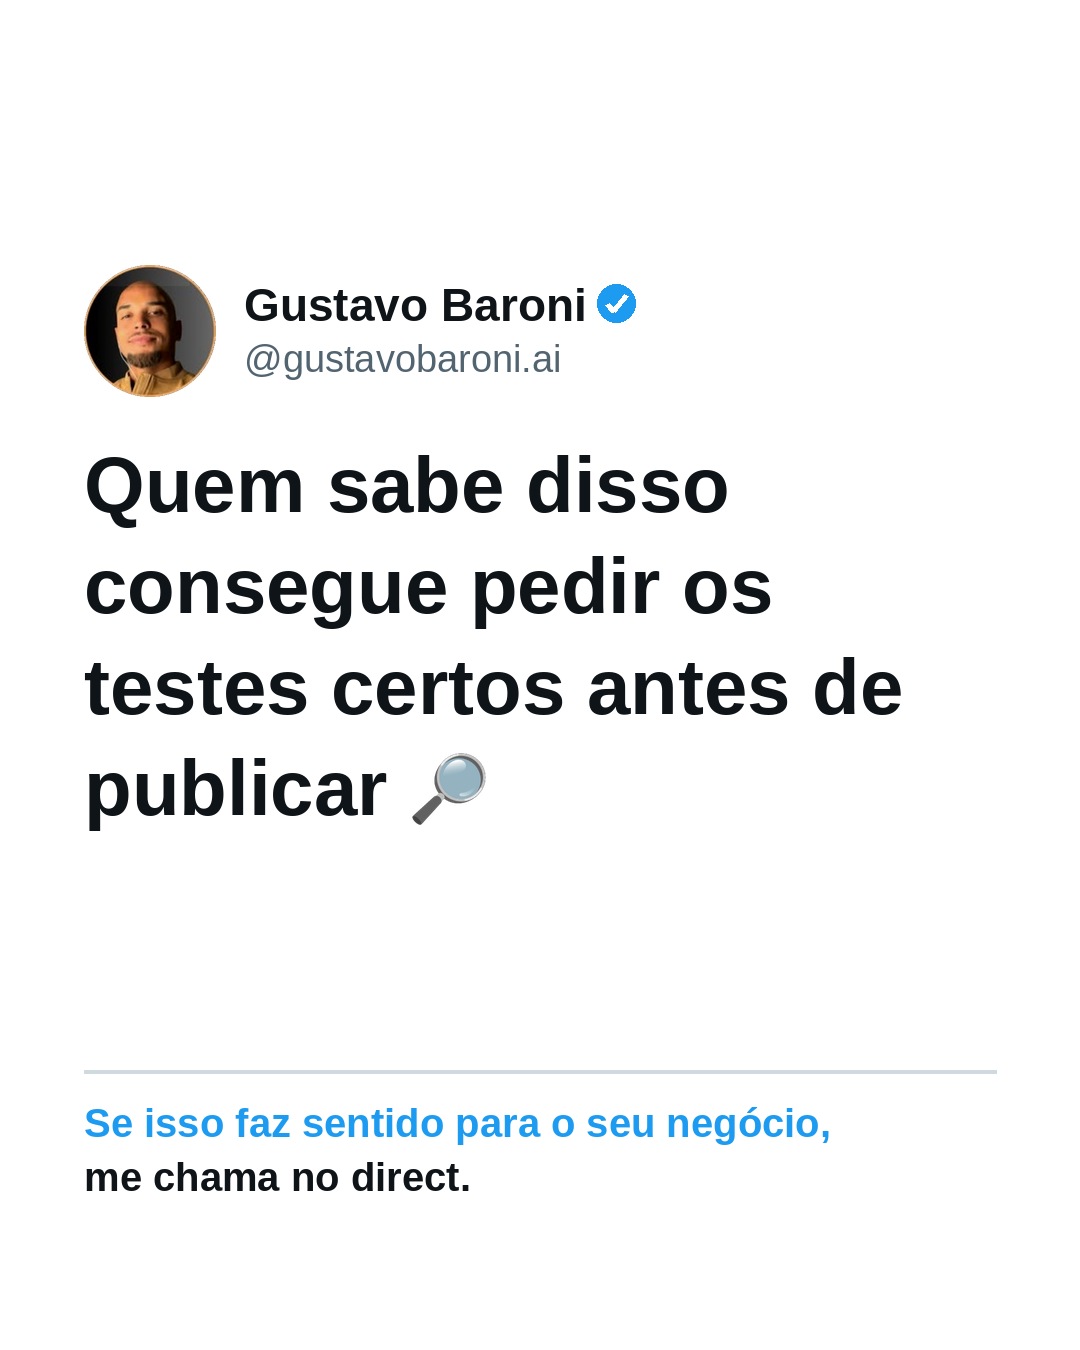 Gustavo Baroni
@gustavobaroni.ai
Quem sabe disso
consegue pedir os
testes certos antes de
publicar 🔎
Se isso faz sentido para o seu negócio,
me chama no direct.